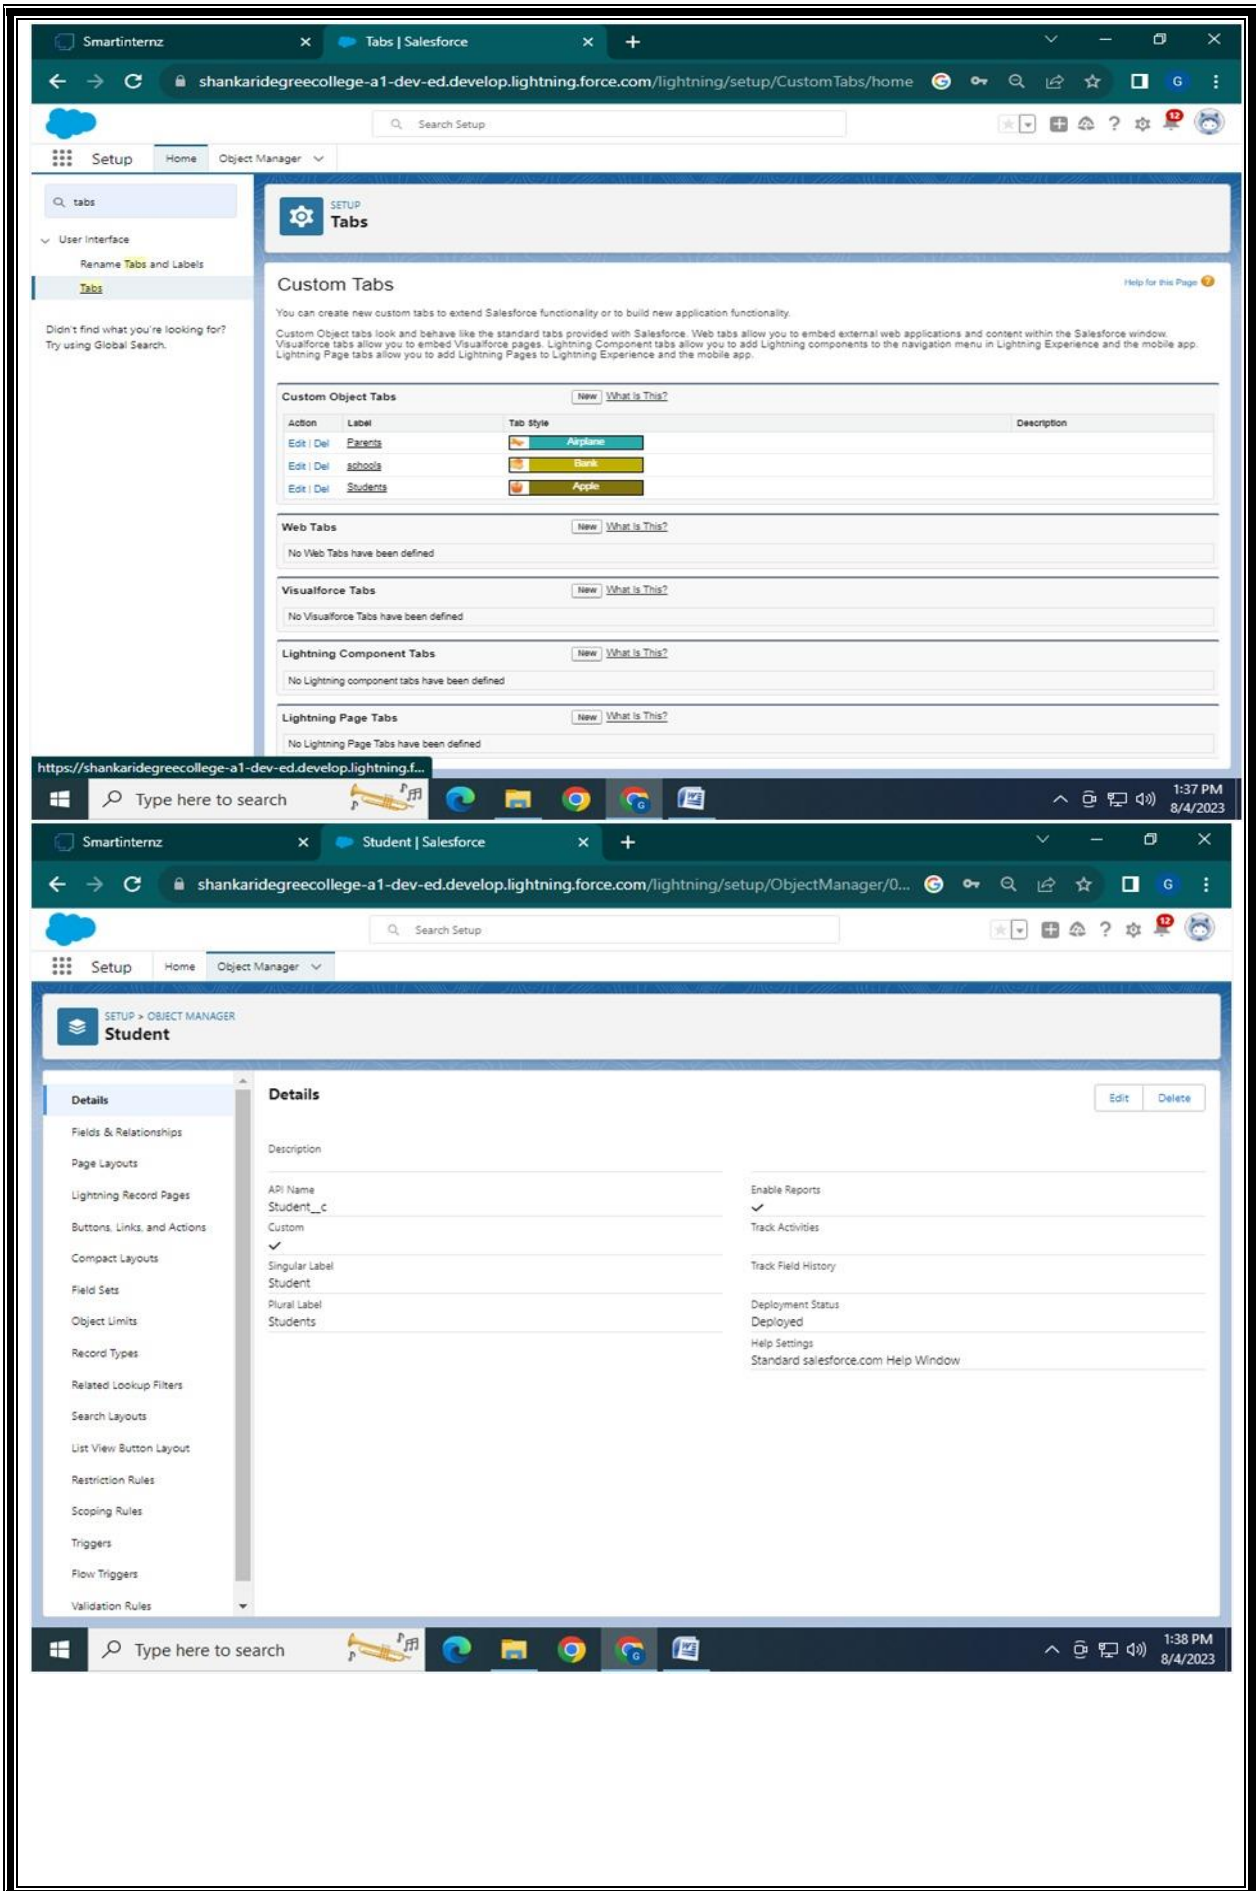 Smartinternz
Tabs | Salesforce
shankaridegreecollege-a1-dev-ed.develop.lightning.force.com/lightning/setup/CustomTabs/home
G
Search Setup
12
Setup
Home
Object Manager
tabs
User Interface
Rename Tabs and Labels
Tabs
Didn't find what you're looking for?
Try using Global Search.
SETUP
Tabs
Custom Tabs
Help for this Page
You can create new custom tabs to extend Salesforce functionality or to build new application functionality.
Custom Object tabs look and behave like the standard tabs provided with Salesforce. Web tabs allow you to embed external web applications and content within the Salesforce window.
Visualforce tabs allow you to embed Visualforce pages. Lightning Component tabs allow you to add Lightning components to the navigation menu in Lightning Experience and the mobile app.
Lightning Page tabs allow you to add Lightning Pages to Lightning Experience and the mobile app.
Custom Object Tabs New What Is This?
Action Label Tab Style Description
Edit | Del Parents Airplane
Edit | Del schools Bank
Edit | Del Students Apple
Web Tabs New What Is This?
No Web Tabs have been defined
Visualforce Tabs New What Is This?
No Visualforce Tabs have been defined
Lightning Component Tabs New What Is This?
No Lightning component tabs have been defined
Lightning Page Tabs New What Is This?
No Lightning Page Tabs have been defined
https://shankaridegreecollege-a1-dev-ed.develop.lightning.f...
Type here to search
1:37 PM
8/4/2023
Smartinternz
Student | Salesforce
shankaridegreecollege-a1-dev-ed.develop.lightning.force.com/lightning/setup/ObjectManager/0...
G
Search Setup
12
Setup
Home
Object Manager
SETUP > OBJECT MANAGER
Student
Details
Fields & Relationships
Page Layouts
Lightning Record Pages
Buttons, Links, and Actions
Compact Layouts
Field Sets
Object Limits
Record Types
Related Lookup Filters
Search Layouts
List View Button Layout
Restriction Rules
Scoping Rules
Triggers
Flow Triggers
Validation Rules
Details
Edit Delete
Description
API Name
Student__c
Custom
Singular Label
Student
Plural Label
Students
Enable Reports
Track Activities
Track Field History
Deployment Status
Deployed
Help Settings
Standard salesforce.com Help Window
Type here to search
1:38 PM
8/4/2023